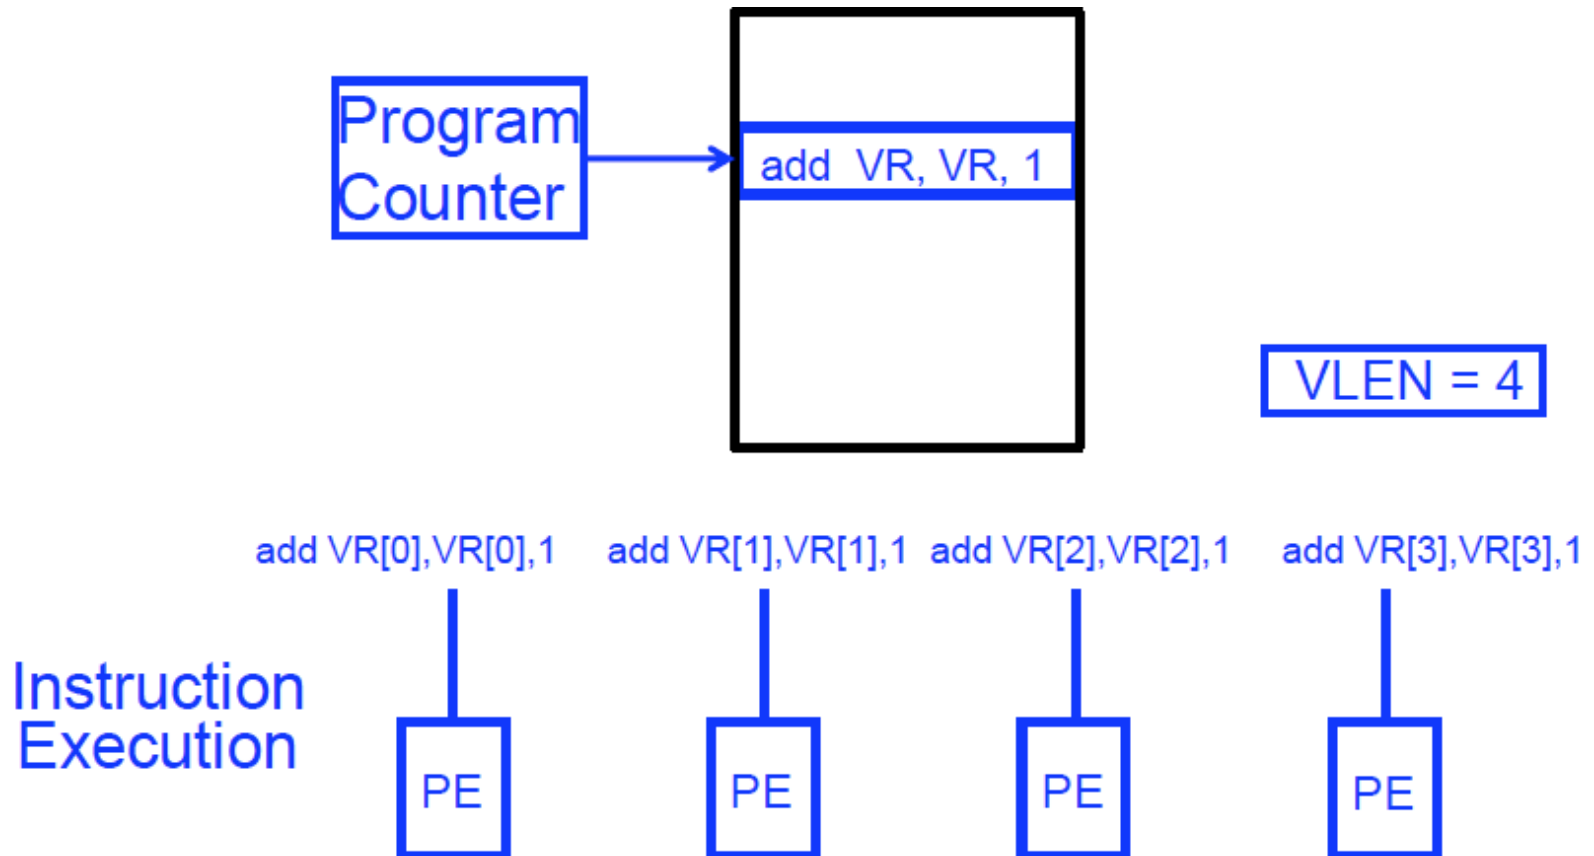 Program
Counter
add  VR, VR, 1
VLEN = 4
add VR[0],VR[0],1
add VR[1],VR[1],1
add VR[2],VR[2],1
add VR[3],VR[3],1
Instruction
Execution
PE
PE
PE
PE